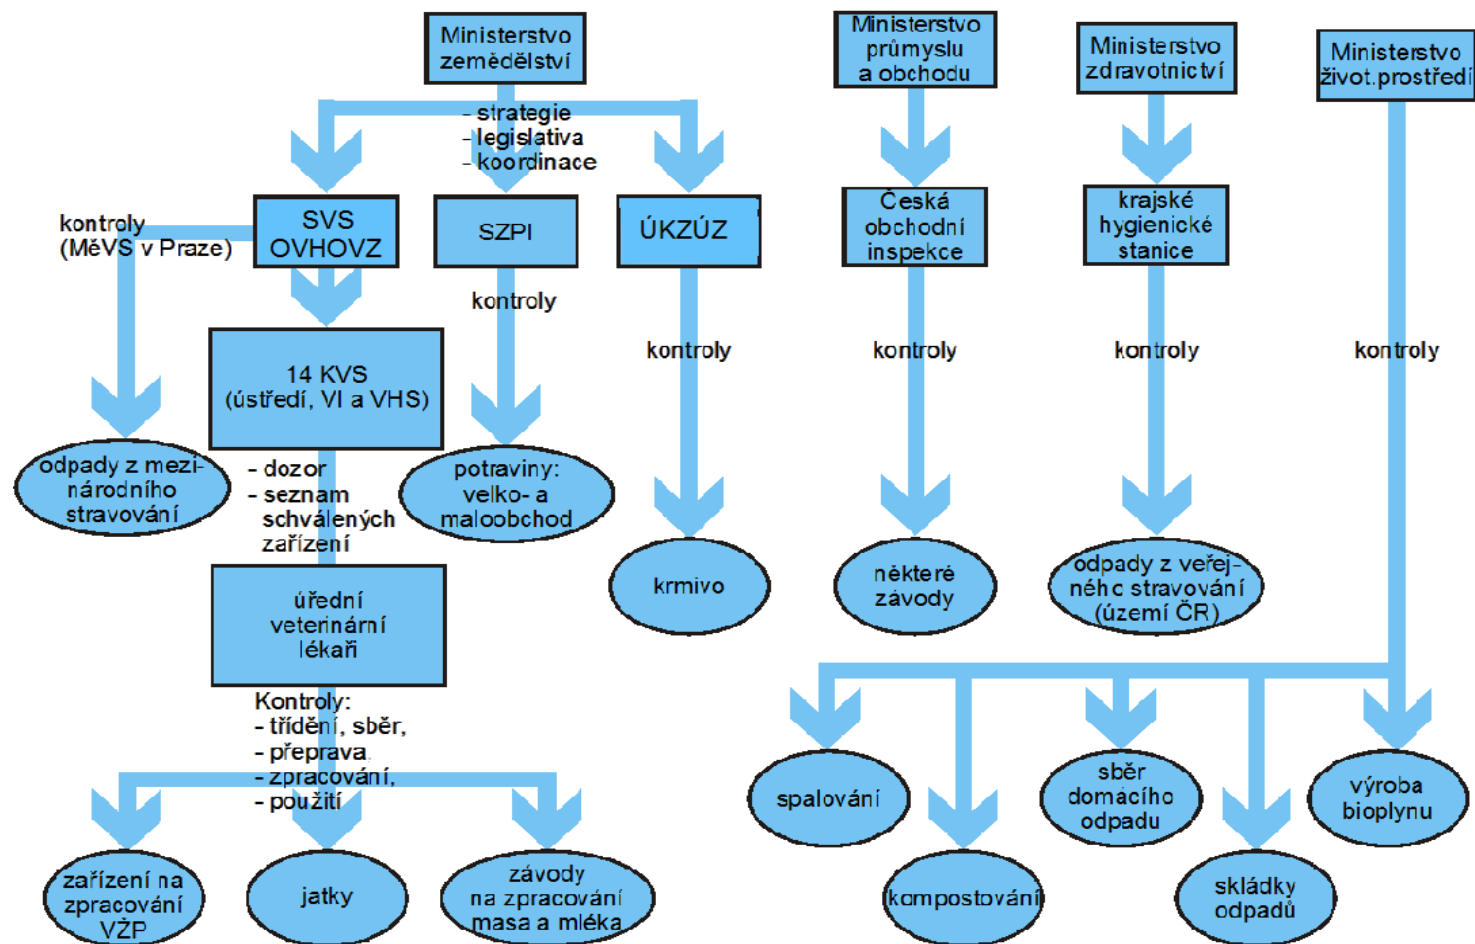 Ministerstvo
zemědělství
Ministerstvo
průmyslu
a obchodu
Ministerstvo
zdravotnictví
Ministerstvo
život.prostředí
- strategie
- legislativa
- koordinace
kontroly
(MěVS v Praze)
SVS
OVHOVZ
SZPI
ÚKZÚZ
Česká
obchodní
inspekce
krajské
hygienické
stanice
kontroly
kontroly
kontroly
kontroly
kontroly
14 KVS
(ústředí, VI a VHS)
odpady z mezi-
národního
stravování
- dozor
- seznam
schválených
zařízení
potraviny:
velko- a
maloobchod
krmivo
některé
závody
odpady z veřej-
ného stravování
(území ČR)
úřední
veterinární
lékaři
Kontroly:
- třídění, sběr,
- přeprava,
- zpracování,
- použití
spalování
sběr
domácího
odpadu
výroba
bioplynu
zařízení na
zpracování
VŽP
jatky
závody
na zpracování
masa a mléka
kompostování
skládky
odpadů